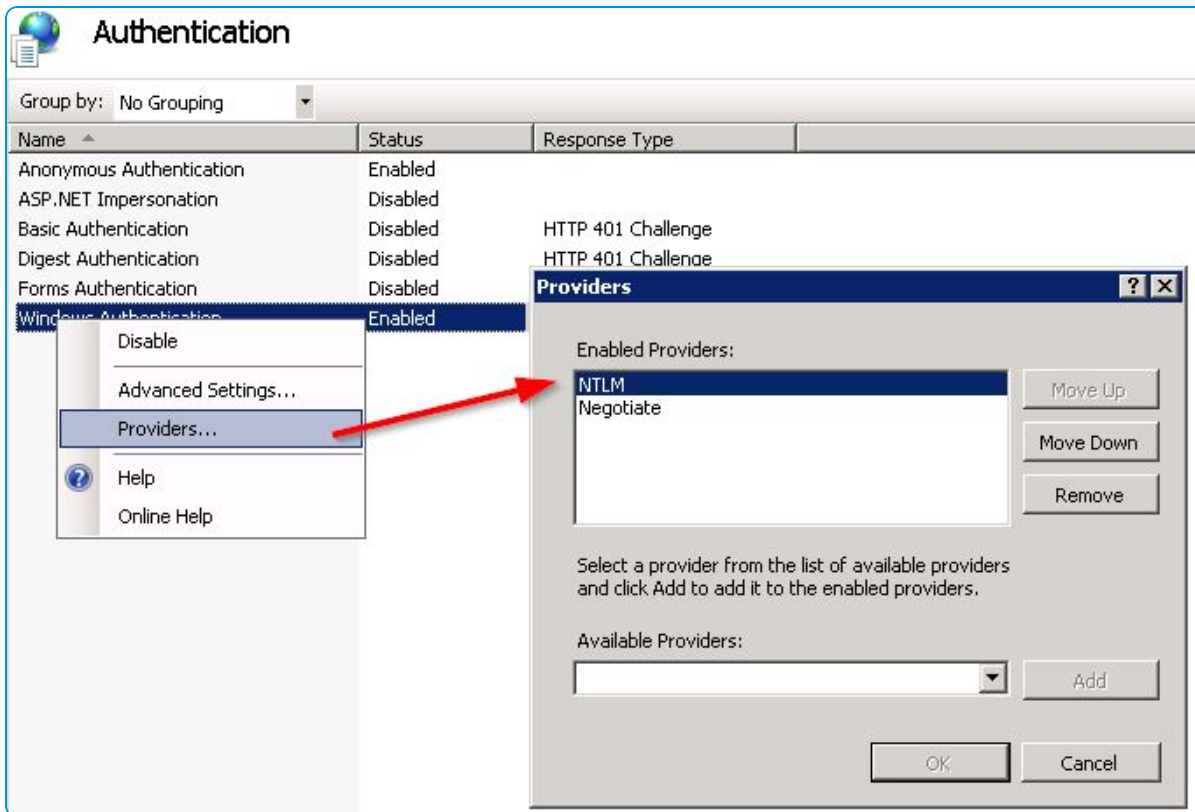 Authentication
Group by: No Grouping
Name Status Response Type
Anonymous Authentication Enabled
ASP.NET Impersonation Disabled
Basic Authentication Disabled HTTP 401 Challenge
Digest Authentication Disabled HTTP 401 Challenge
Forms Authentication Disabled
Windows Authentication Enabled
Disable
Advanced Settings...
Providers...
Help
Online Help
Providers
Enabled Providers:
NTLM
Negotiate
Move Up
Move Down
Remove
Select a provider from the list of available providers
and click Add to add it to the enabled providers.
Available Providers:
Add
OK Cancel